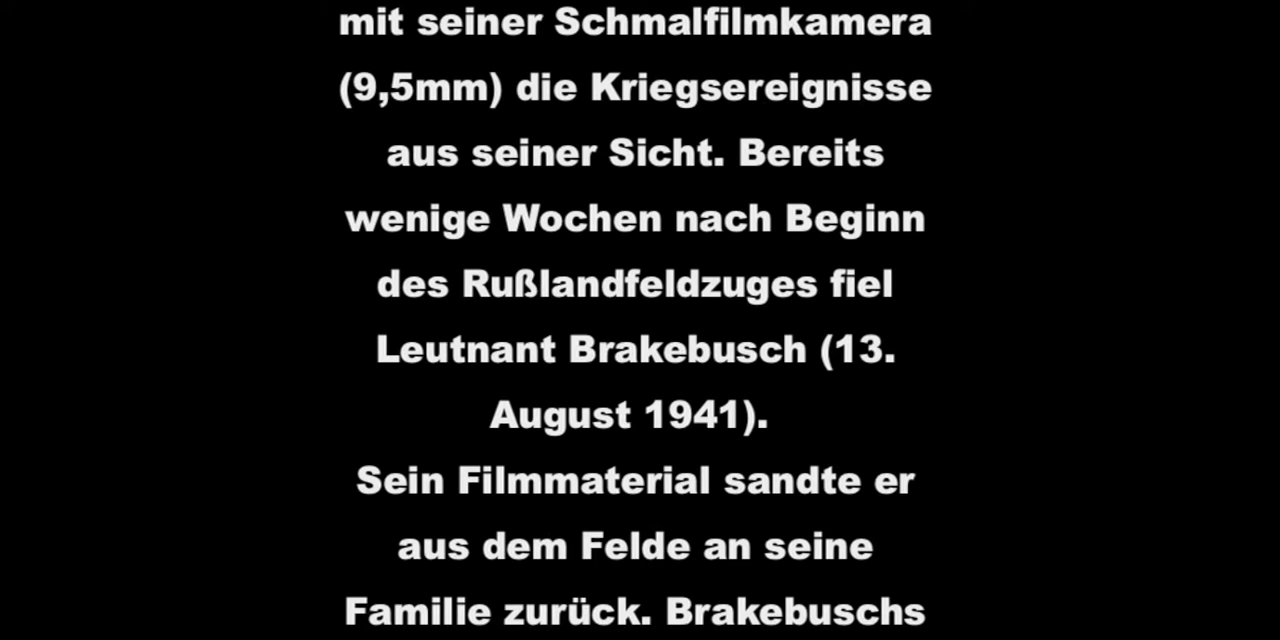 mit seiner Schmalfilmkamera
(9,5mm) die Kriegsereignisse
aus seiner Sicht. Bereits
wenige Wochen nach Beginn
des Rußlandfeldzuges fiel
Leutnant Brakebusch (13.
August 1941).
Sein Filmmaterial sandte er
aus dem Felde an seine
Familie zurück. Brakebuschs